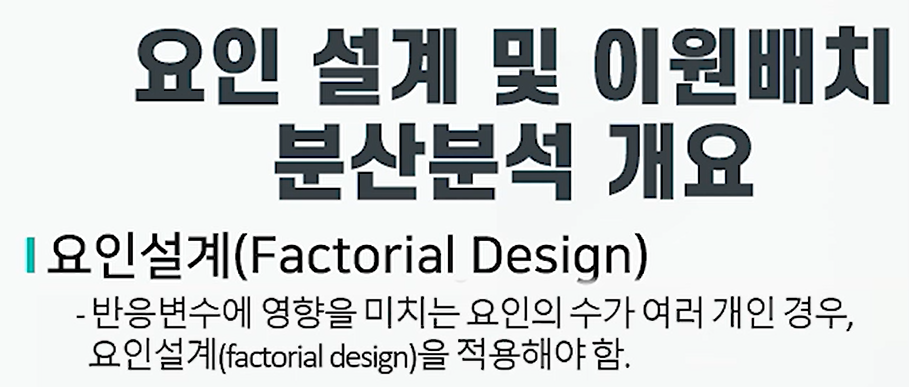 요인 설계 및 이원배치
분산분석 개요
요인설계(Factorial Design)
- 반응변수에 영향을 미치는 요인의 수가 여러 개인 경우,
요인설계(factorial design)을 적용해야 함.